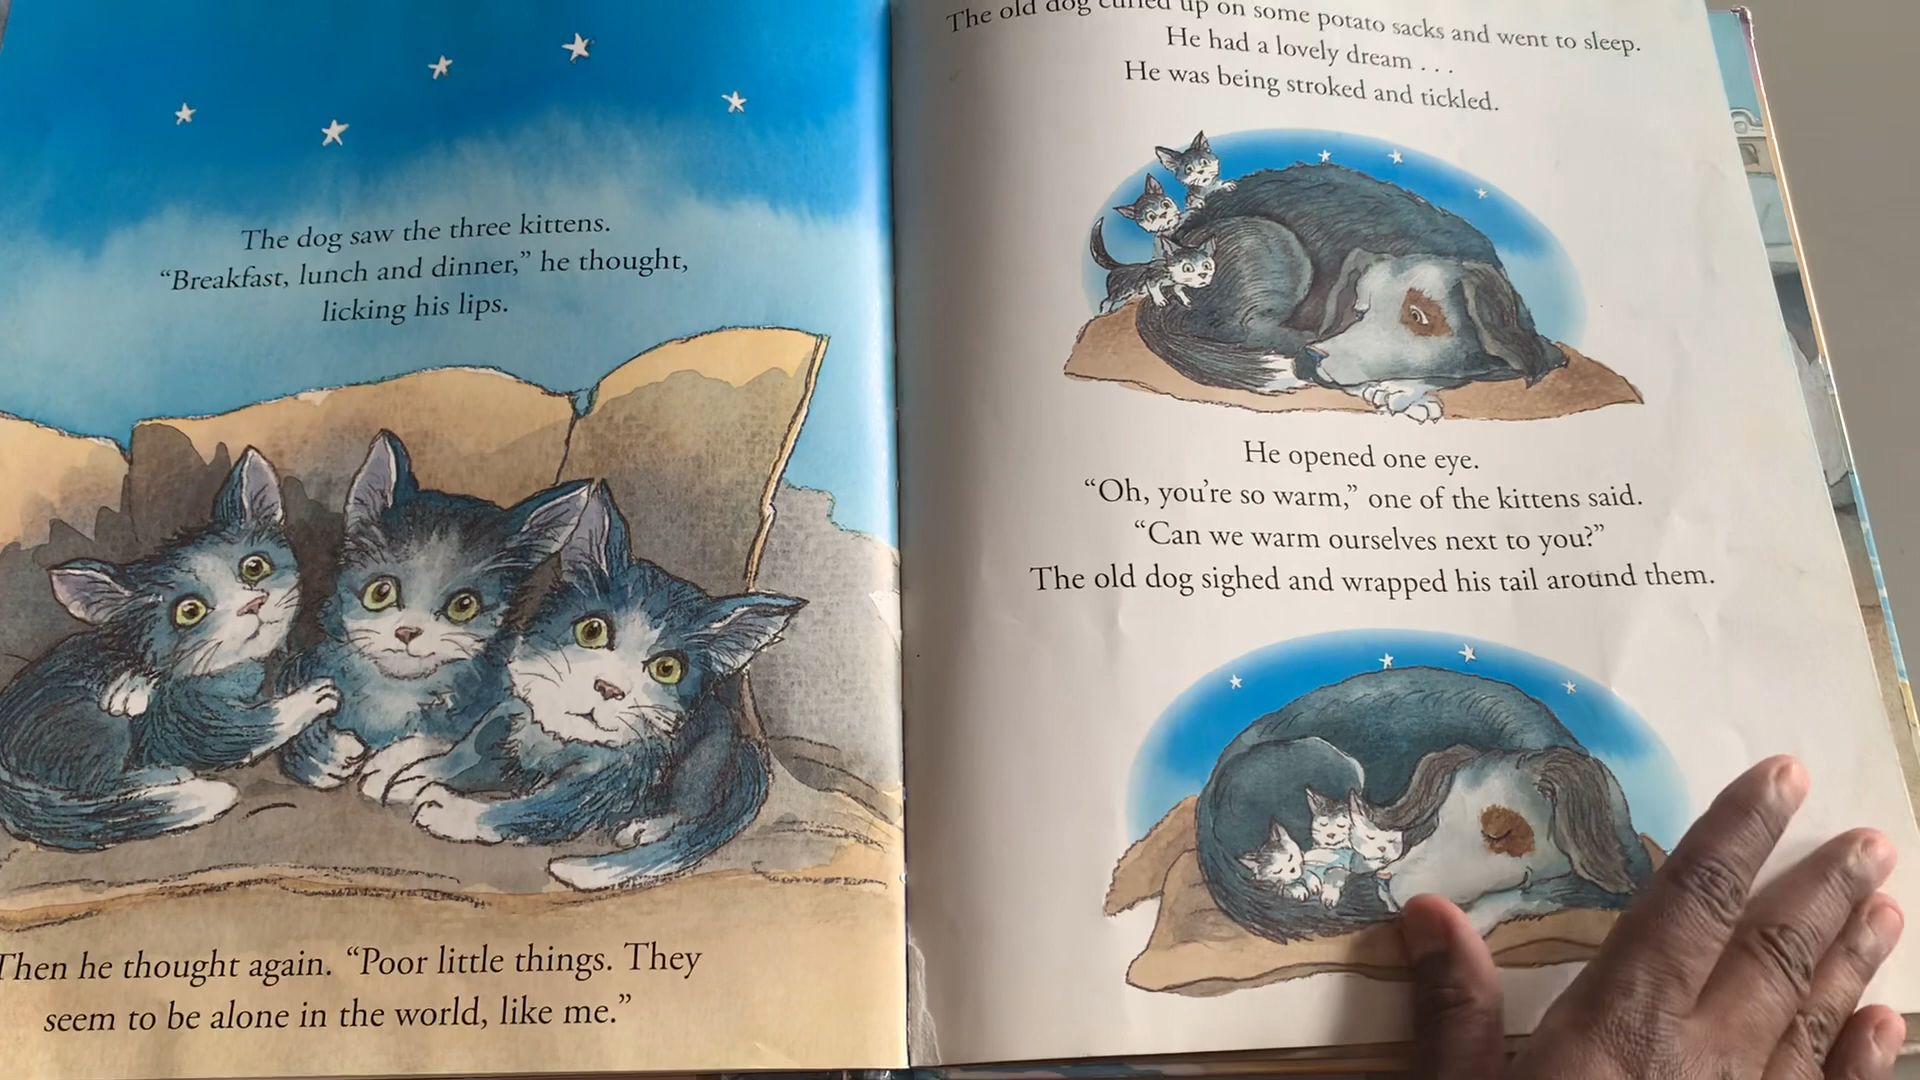 The dog saw the three kittens.
“Breakfast, lunch and dinner,” he thought,
licking his lips.
Then he thought again. “Poor little things. They
seem to be alone in the world, like me.”
The old dog curled up on some potato sacks and went to sleep.
He had a lovely dream . . .
He was being stroked and tickled.
He opened one eye.
“Oh, you’re so warm,” one of the kittens said.
“Can we warm ourselves next to you?”
The old dog sighed and wrapped his tail around them.